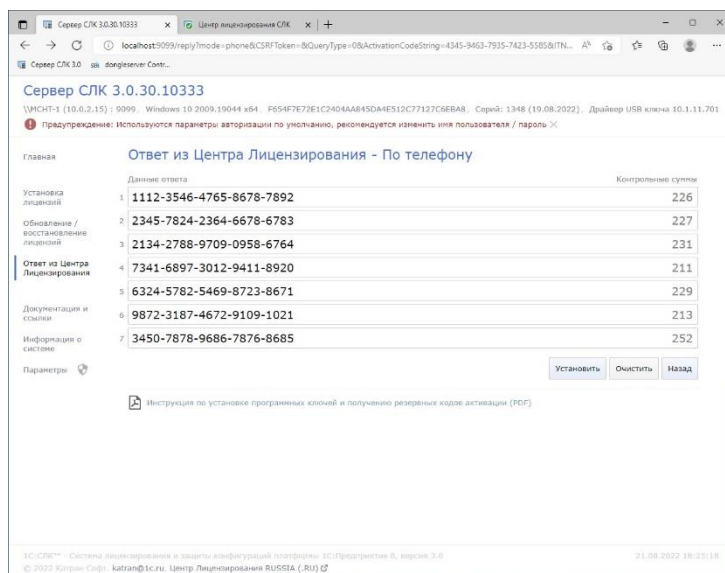 Сервер СЛК 3.0.30.10333
Центр лицензирования СЛК
localhost:9099/reply?mode=phone&CSRFToken=&QueryType=0&ActivationCodeString=4345-9463-7935-7423-5585&ITN...
Сервер СЛК 3.0 dongleserver Contr...
Сервер СЛК 3.0.30.10333
\\MCHT-1 (10.0.2.15) : 9099, Windows 10 2009.19044 x64, F654F7E72E1C2404AA845DA4E512C77127C6EBA8, Серий: 1348 (19.08.2022), Драйвер USB ключа 10.1.11.701
Предупреждение: Используются параметры авторизации по умолчанию, рекомендуется изменить имя пользователя / пароль
Главная
Установка лицензий
Обновление / восстановление лицензий
Ответ из Центра Лицензирования
Документация и ссылки
Информация о системе
Параметры
Ответ из Центра Лицензирования - По телефону
Данные ответа Контрольные суммы
1 1112-3546-4765-8678-7892 226
2 2345-7824-2364-6678-6783 227
3 2134-2788-9709-0958-6764 231
4 7341-6897-3012-9411-8920 211
5 6324-5782-5469-8723-8671 229
6 9872-3187-4672-9109-1021 213
7 3450-7878-9686-7876-8685 252
Установить Очистить Назад
Инструкция по установке программных ключей и получению резервных кодов активации (PDF)
1С:СЛК™ - Система лицензирования и защиты конфигураций платформы 1С:Предприятие 8, версия 3.0 21.08.2022 18:25:18
© 2022 Катран Софт, katran@1c.ru, Центр Лицензирования RUSSIA (.RU)